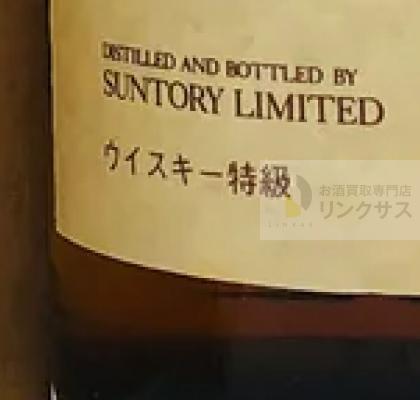 DISTILLED AND BOTTLED BY
SUNTORY LIMITED
ウイスキー特級
お酒買取専門店
リンクサス
LINXAS